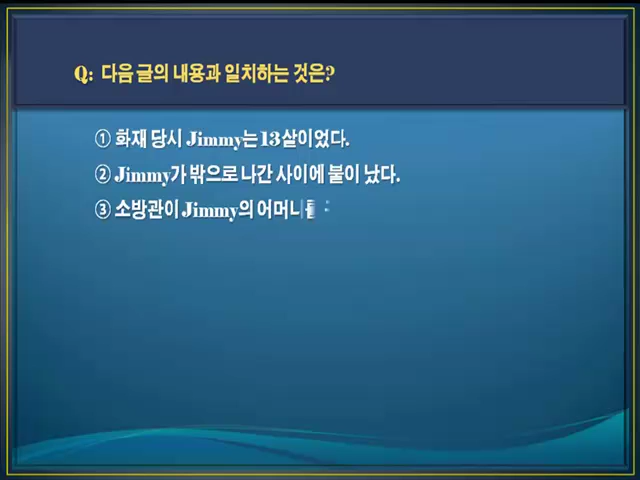 Q: 다음 글의 내용과 일치하는 것은?
① 화재 당시 Jimmy는 13살이었다.
② Jimmy가 밖으로 나간 사이에 불이 났다.
③ 소방관이 Jimmy의 어머니를